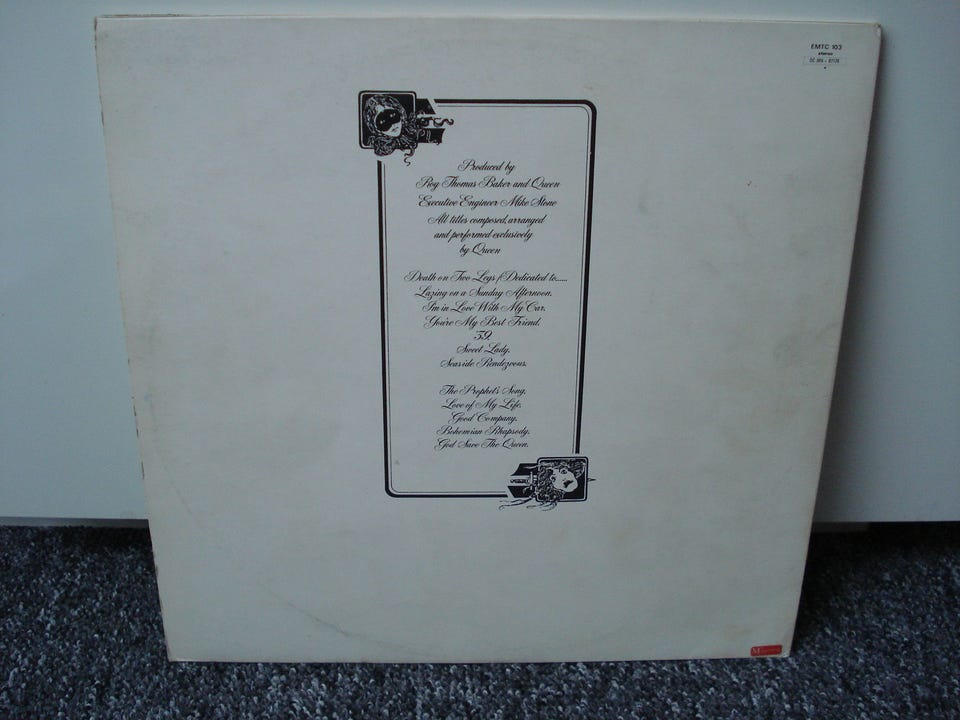 EMTC 103
stereo
Produced by
Roy Thomas Baker and Queen
Executive Engineer Mike Stone
All titles composed, arranged
and performed exclusively
by Queen
Death on Two Legs (Dedicated to......
Lazing on a Sunday Afternoon.
I'm in Love With My Car.
You're My Best Friend.
'39.
Sweet Lady.
Seaside Rendezvous.
The Prophet's Song.
Love of My Life.
Good Company.
Bohemian Rhapsody.
God Save The Queen.